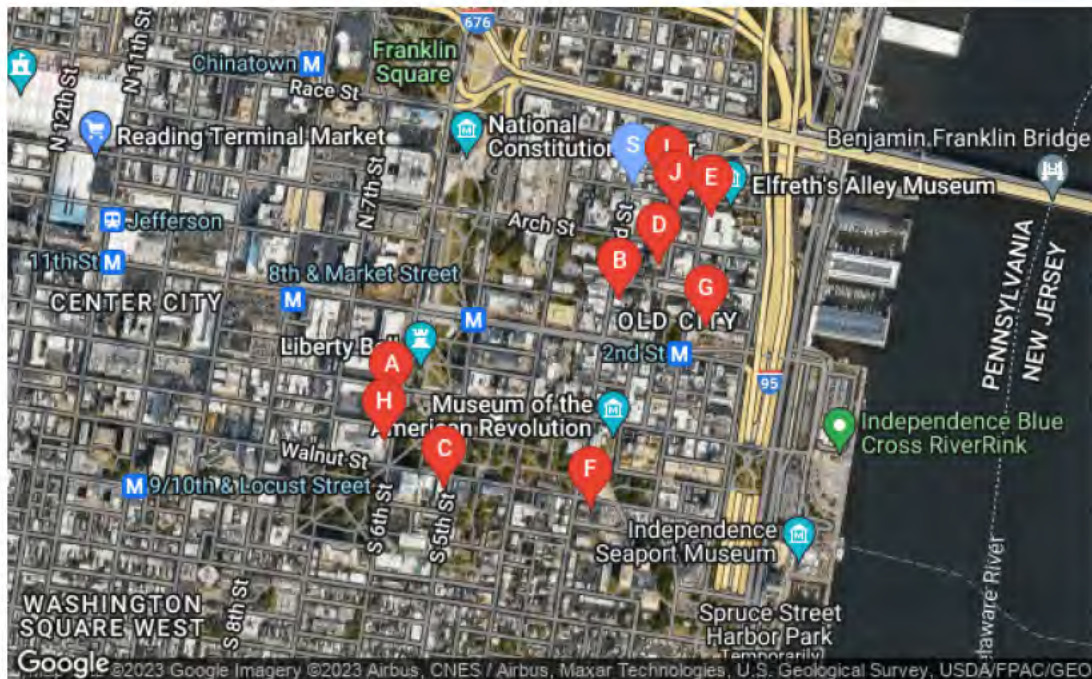 676
N 11th St
Chinatown M
Franklin
Square
Race St
N 12th St
Reading Terminal Market
N 7th St
National
Constitution
S
J
E
Benjamin Franklin Bridge
Elfreth's Alley Museum
Jefferson
Arch St
D
11th St M
8th & Market Street
B
G
CENTER CITY
M
M
OLD CITY
PENNSYLVANIA
NEW JERSEY
Liberty
2nd St M
A
95
H
Museum of the
American Revolution
Independence Blue
Cross RiverRink
Walnut St
C
F
M 9/10th & Locust Street
S 6th St
S 5th St
Independence
Seaport Museum
WASHINGTON
SQUARE WEST
S 8th St
Spruce Street
Harbor Park
Temporarily
elaware River
Google ©2023 Google Imagery ©2023 Airbus, CNES / Airbus, Maxar Technologies, U.S. Geological Survey, USDA/FPAC/GEO